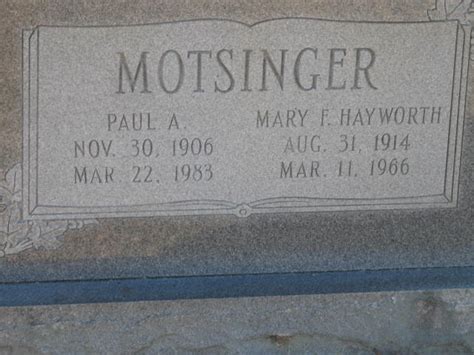 MOTSINGER
PAUL A.
NOV. 30, 1906
MAR. 22, 1983
MARY F. HAYWORTH
AUG. 31, 1914
MAR. 11, 1966